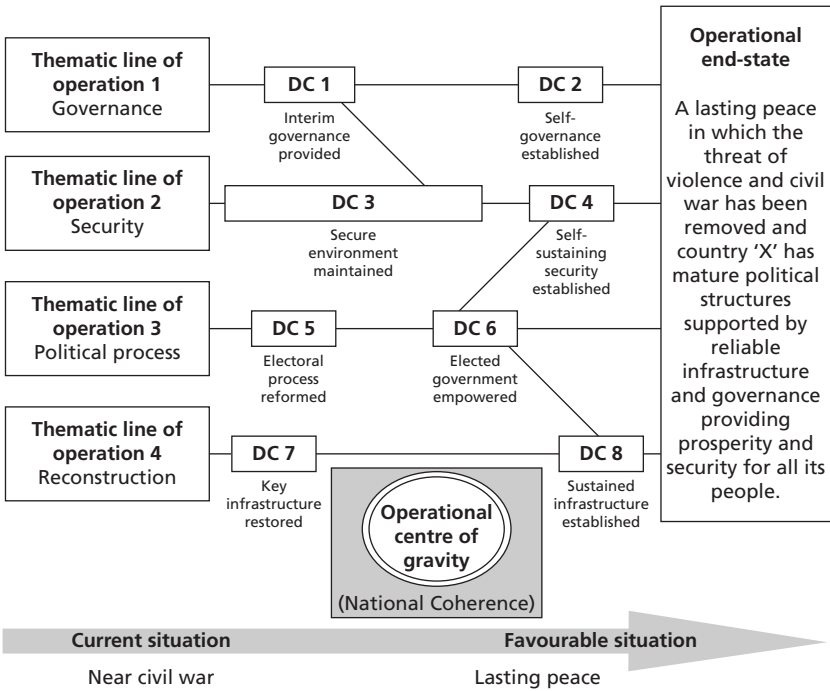 Thematic line of
operation 1
Governance
DC 1
Interim
governance
provided
DC 2
Self-
governance
established
Thematic line of
operation 2
Security
DC 3
Secure
environment
maintained
DC 4
Self-
sustaining
security
established
Thematic line of
operation 3
Political process
DC 5
Electoral
process
reformed
DC 6
Elected
government
empowered
Thematic line of
operation 4
Reconstruction
DC 7
Key
infrastructure
restored
DC 8
Sustained
infrastructure
established
Operational
centre of
gravity
(National Coherence)
Operational
end-state
A lasting peace
in which the
threat of
violence and civil
war has been
removed and
country ‘X’ has
mature political
structures
supported by
reliable
infrastructure
and governance
providing
prosperity and
security for all its
people.
Current situation
Favourable situation
Near civil war
Lasting peace